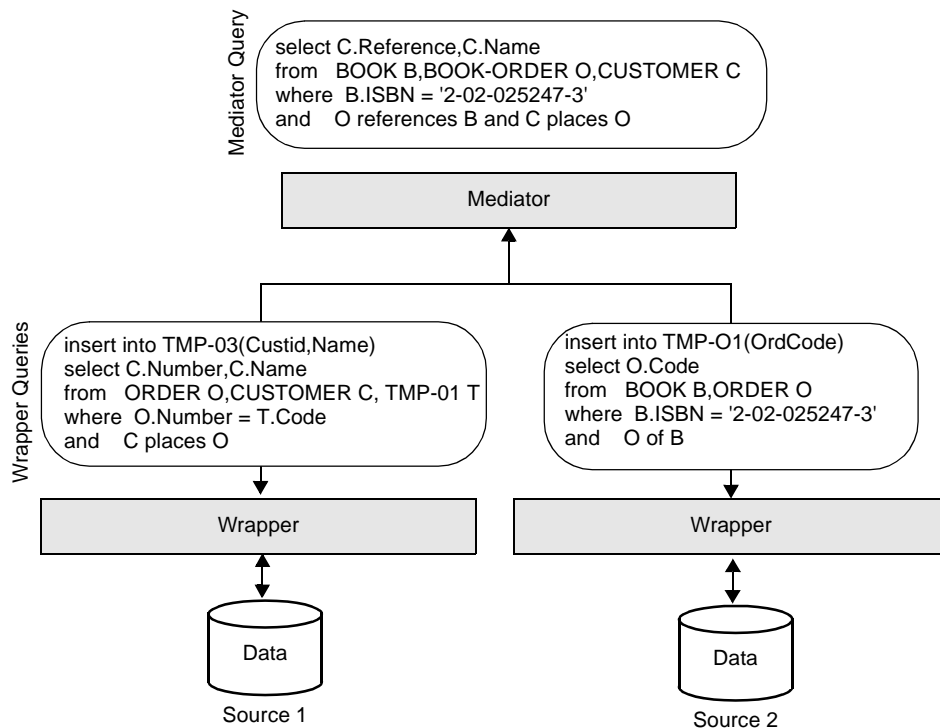 Mediator Query
select C.Reference,C.Name
from BOOK B,BOOK-ORDER O,CUSTOMER C
where B.ISBN = '2-02-025247-3'
and O references B and C places O
Mediator
Wrapper Queries
insert into TMP-03(Custid,Name)
select C.Number,C.Name
from ORDER O,CUSTOMER C, TMP-01 T
where O.Number = T.Code
and C places O
insert into TMP-O1(OrdCode)
select O.Code
from BOOK B,ORDER O
where B.ISBN = '2-02-025247-3'
and O of B
Wrapper
Wrapper
Data
Data
Source 1
Source 2